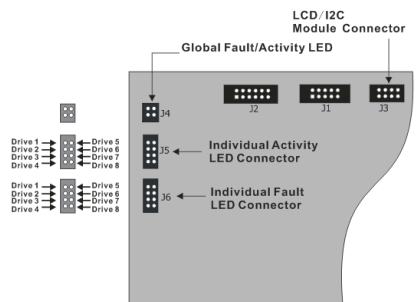 LCD/I2C
Module Connector
Global Fault/Activity LED
J4
J2
J1
J3
Drive 1
Drive 2
Drive 3
Drive 4
Drive 5
Drive 6
Drive 7
Drive 8
J5
Individual Activity
LED Connector
Drive 1
Drive 2
Drive 3
Drive 4
Drive 5
Drive 6
Drive 7
Drive 8
J6
Individual Fault
LED Connector